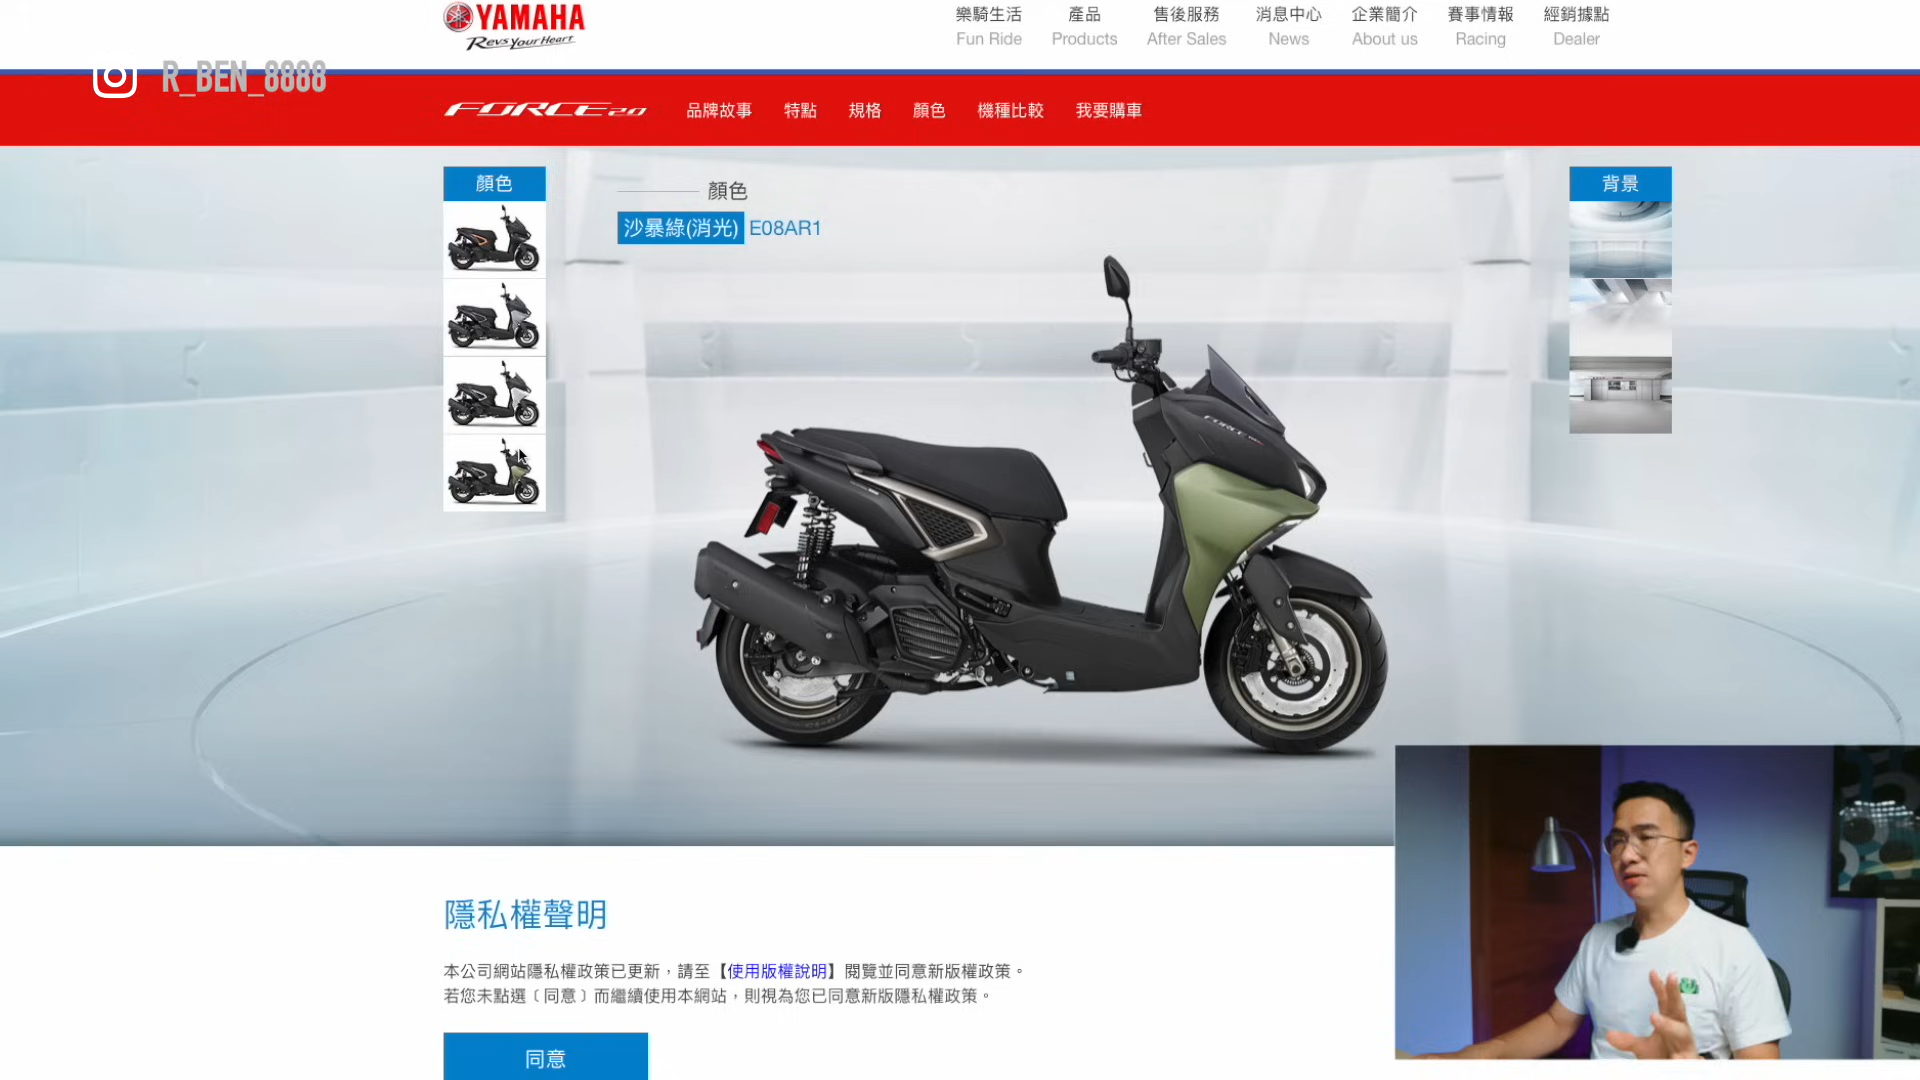 YAMAHA
Revs Your Heart
樂騎生活 產品 售後服務 消息中心 企業簡介 賽事情報 經銷據點
Fun Ride Products After Sales News About us Racing Dealer
R_BEN_8888
FORCE 2.0 品牌故事 特點 規格 顏色 機種比較 我要購車
顏色
顏色
背景
沙暴綠(消光) E08AR1
FORCE
隱私權聲明
本公司網站隱私權政策已更新，請至【使用版權說明】閱覽並同意新版權政策。
若您未點選﹝同意﹞而繼續使用本網站，則視為您已同意新版隱私權政策。
同意